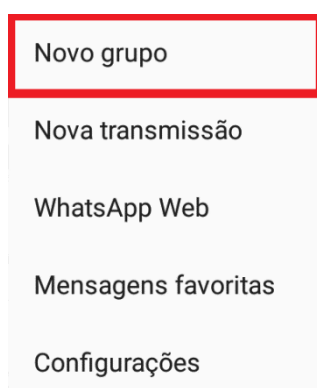 Novo grupo
Nova transmissão
WhatsApp Web
Mensagens favoritas
Configurações